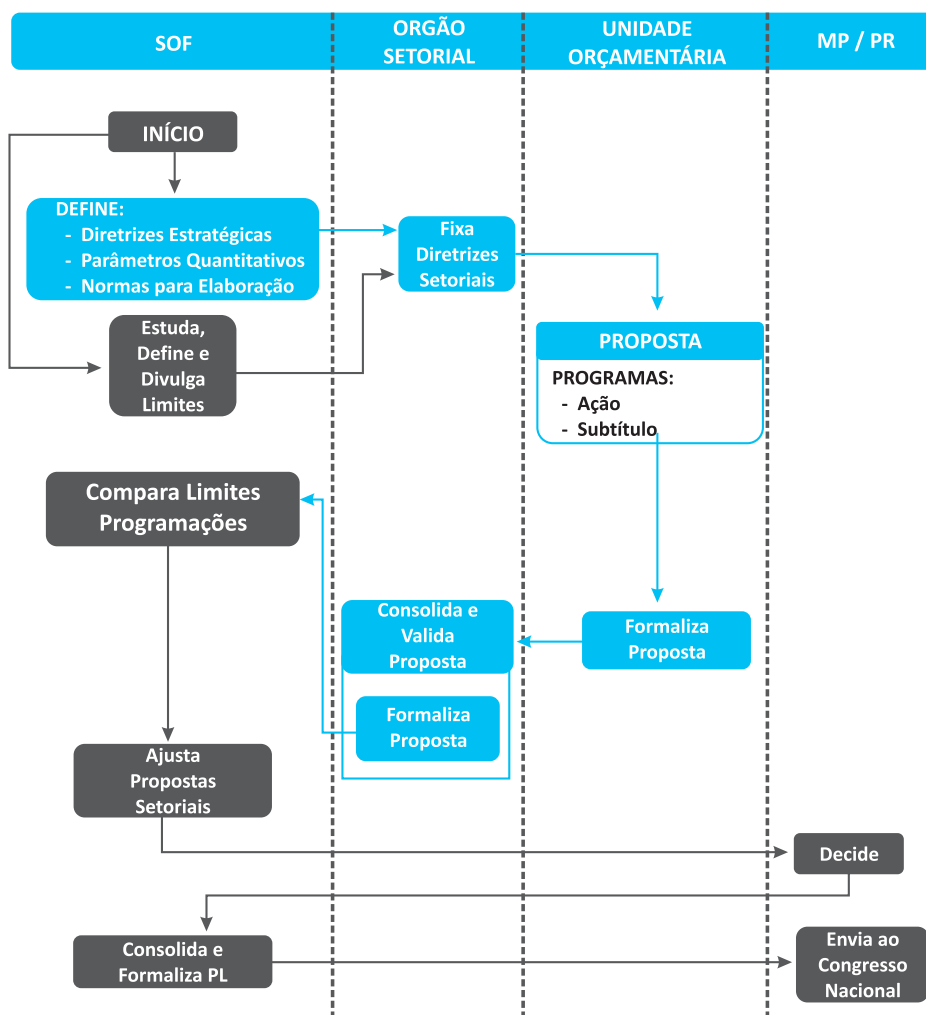 SOF
ORGÃO
SETORIAL
UNIDADE
ORÇAMENTÁRIA
MP / PR
INÍCIO
DEFINE:
- Diretrizes Estratégicas
- Parâmetros Quantitativos
- Normas para Elaboração
Fixa
Diretrizes
Setoriais
Estuda,
Define e
Divulga
Limites
PROPOSTA
PROGRAMAS:
- Ação
- Subtítulo
Compara Limites
Programações
Consolida e
Valida
Proposta
Formaliza
Proposta
Formaliza
Proposta
Ajusta
Propostas
Setoriais
Decide
Consolida e
Formaliza PL
Envia ao
Congresso
Nacional